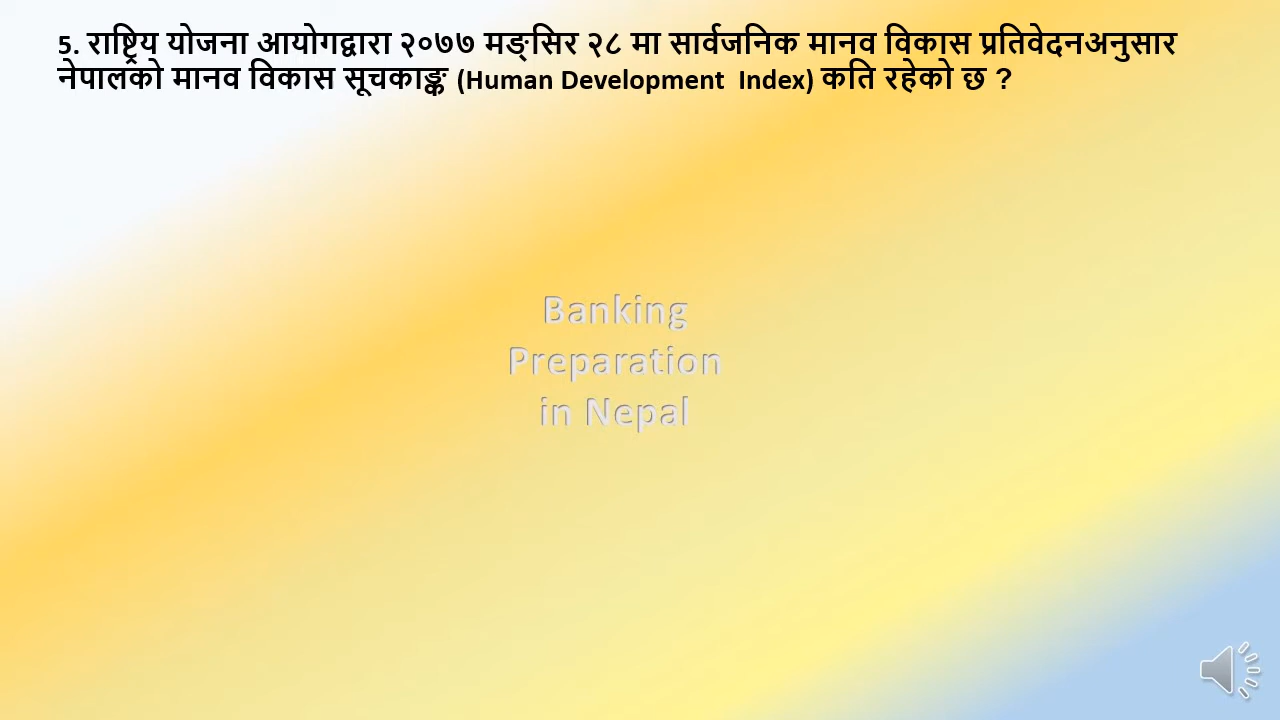 5. राष्ट्रिय योजना आयोगद्वारा २०७७ मङ्सिर २८ मा सार्वजनिक मानव विकास प्रतिवेदनअनुसार
नेपालको मानव विकास सूचकाङ्क (Human Development Index) कति रहेको छ ?
Banking
Preparation
in Nepal